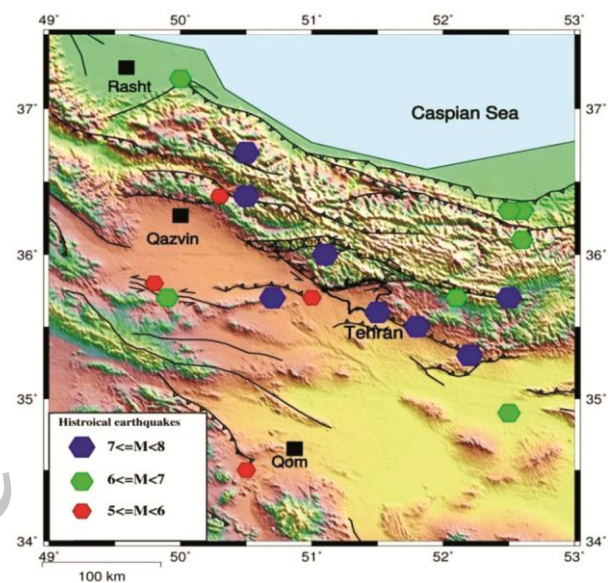 49° 50° 51° 52° 53°
37° 37°
Rasht
Caspian Sea
Qazvin
36° 36°
Tehran
35° 35°
Histroical earthquakes
7<=M<8
6<=M<7
5<=M<6
Qom
34° 34°
49° 50° 51° 52° 53°
100 km